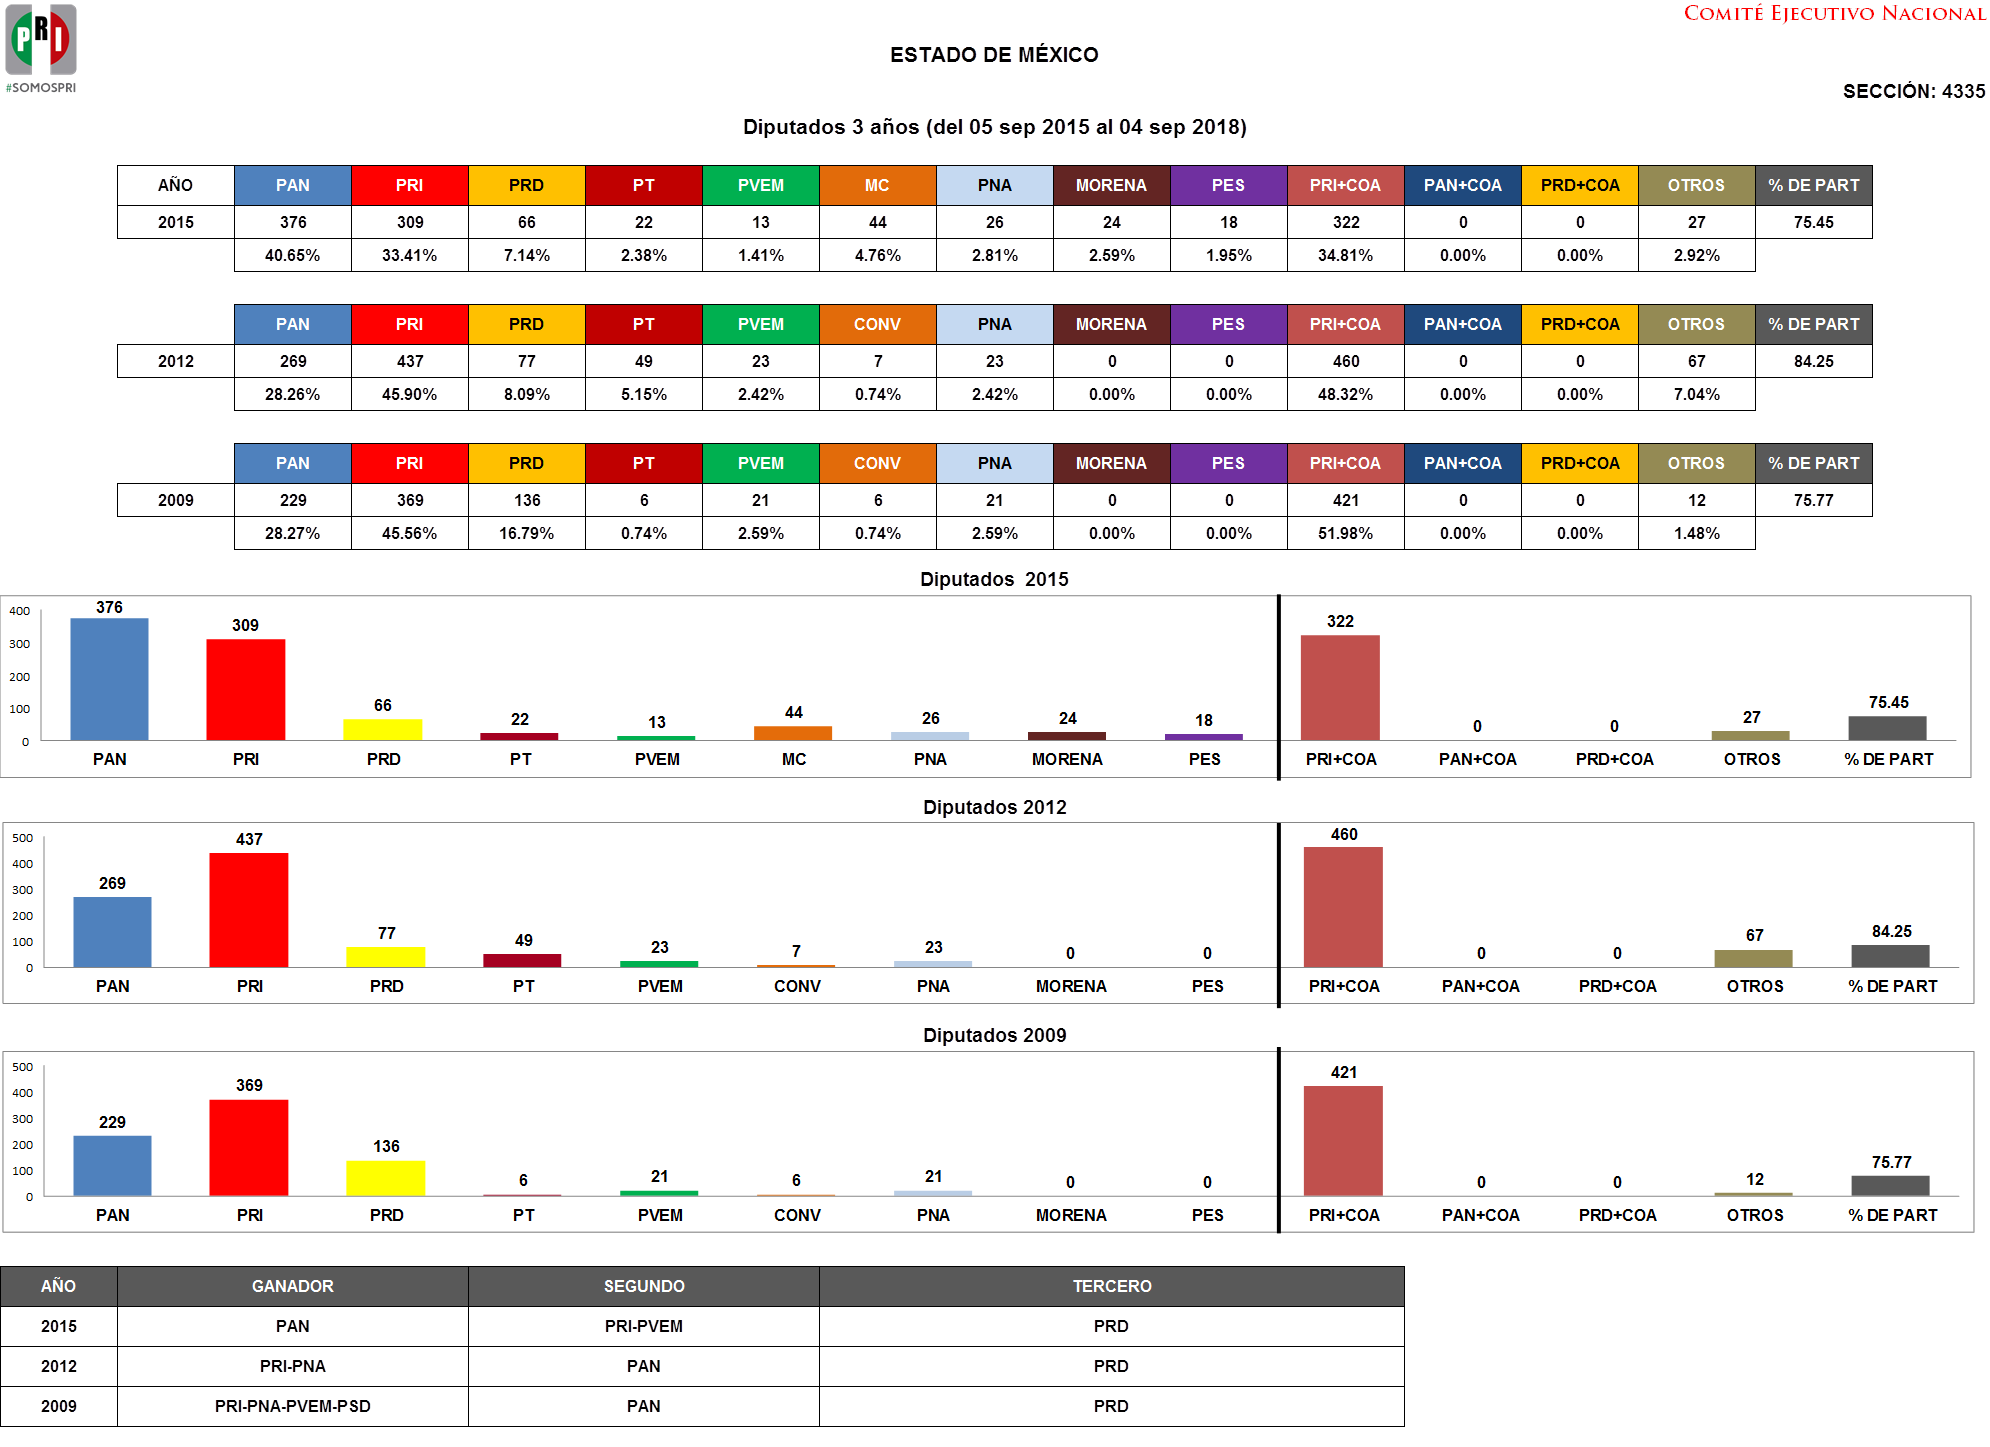 PRI
#SOMOSPRI
COMITÉ EJECUTIVO NACIONAL
ESTADO DE MÉXICO
SECCIÓN: 4335
Diputados 3 años (del 05 sep 2015 al 04 sep 2018)
AÑO PAN PRI PRD PT PVEM MC PNA MORENA PES PRI+COA PAN+COA PRD+COA OTROS % DE PART
2015 376 309 66 22 13 44 26 24 18 322 0 0 27 75.45
40.65% 33.41% 7.14% 2.38% 1.41% 4.76% 2.81% 2.59% 1.95% 34.81% 0.00% 0.00% 2.92%
PAN PRI PRD PT PVEM CONV PNA MORENA PES PRI+COA PAN+COA PRD+COA OTROS % DE PART
2012 269 437 77 49 23 7 23 0 0 460 0 0 67 84.25
28.26% 45.90% 8.09% 5.15% 2.42% 0.74% 2.42% 0.00% 0.00% 48.32% 0.00% 0.00% 7.04%
PAN PRI PRD PT PVEM CONV PNA MORENA PES PRI+COA PAN+COA PRD+COA OTROS % DE PART
2009 229 369 136 6 21 6 21 0 0 421 0 0 12 75.77
28.27% 45.56% 16.79% 0.74% 2.59% 0.74% 2.59% 0.00% 0.00% 51.98% 0.00% 0.00% 1.48%
Diputados 2015
400
300
200
100
0
376 309 66 22 13 44 26 24 18 322 0 0 27 75.45
PAN PRI PRD PT PVEM MC PNA MORENA PES PRI+COA PAN+COA PRD+COA OTROS % DE PART
Diputados 2012
500
400
300
200
100
0
269 437 77 49 23 7 23 0 0 460 0 0 67 84.25
PAN PRI PRD PT PVEM CONV PNA MORENA PES PRI+COA PAN+COA PRD+COA OTROS % DE PART
Diputados 2009
500
400
300
200
100
0
229 369 136 6 21 6 21 0 0 421 0 0 12 75.77
PAN PRI PRD PT PVEM CONV PNA MORENA PES PRI+COA PAN+COA PRD+COA OTROS % DE PART
AÑO GANADOR SEGUNDO TERCERO
2015 PAN PRI-PVEM PRD
2012 PRI-PNA PAN PRD
2009 PRI-PNA-PVEM-PSD PAN PRD